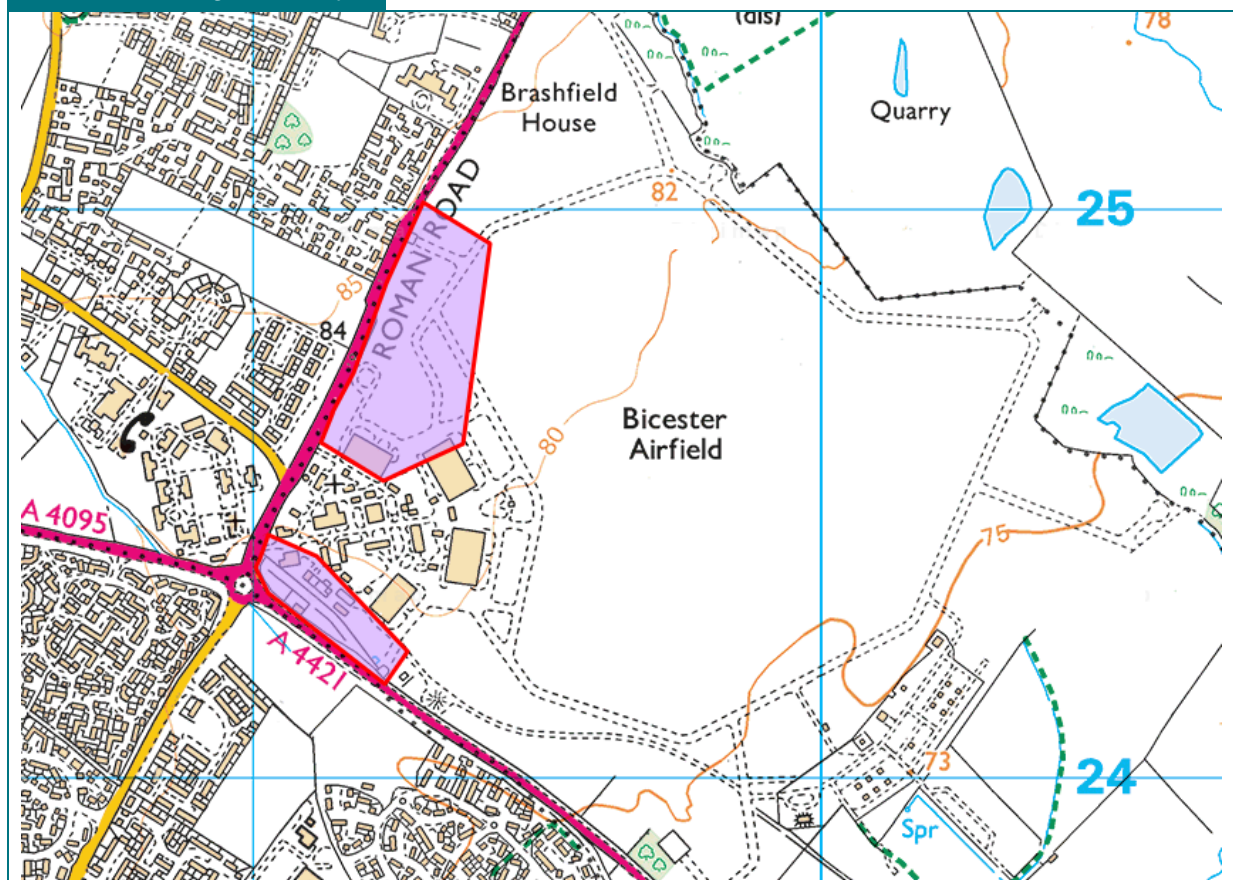 (dis)
78
Brashfield
House
Quarry
ROMAN ROAD
82
25
85
84
80
Bicester
Airfield
A 4095
75
A 4421
24
73
Spr